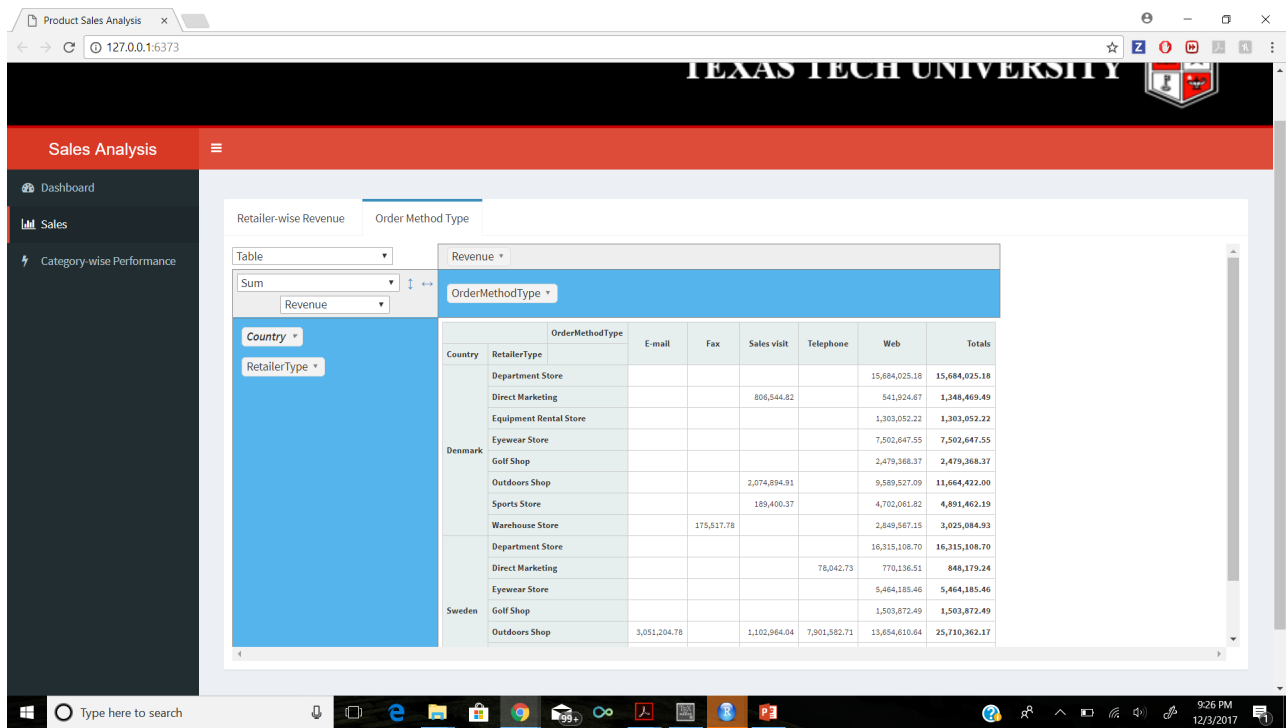 Product Sales Analysis
127.0.0.1:6373
TEXAS TECH UNIVERSITY
Sales Analysis
Dashboard
Sales
Category-wise Performance
Retailer-wise Revenue Order Method Type
Table Revenue
Sum
Revenue
OrderMethodType
Country
RetailerType
OrderMethodType E-mail Fax Sales visit Telephone Web Totals
Country RetailerType
Denmark
Department Store 15,684,025.18 15,684,025.18
Direct Marketing 806,544.82 541,924.67 1,348,469.49
Equipment Rental Store 1,303,052.22 1,303,052.22
Eyewear Store 7,502,647.55 7,502,647.55
Golf Shop 2,479,368.37 2,479,368.37
Outdoors Shop 2,074,894.91 9,589,527.09 11,664,422.00
Sports Store 189,400.37 4,702,061.82 4,891,462.19
Warehouse Store 175,517.78 2,849,567.15 3,025,084.93
Sweden
Department Store 16,315,108.70 16,315,108.70
Direct Marketing 78,042.73 770,136.51 848,179.24
Eyewear Store 5,464,185.46 5,464,185.46
Golf Shop 1,503,872.49 1,503,872.49
Outdoors Shop 3,051,204.78 1,102,964.04 7,901,582.71 13,654,610.64 25,710,362.17
Type here to search
99+
9:26 PM
12/3/2017